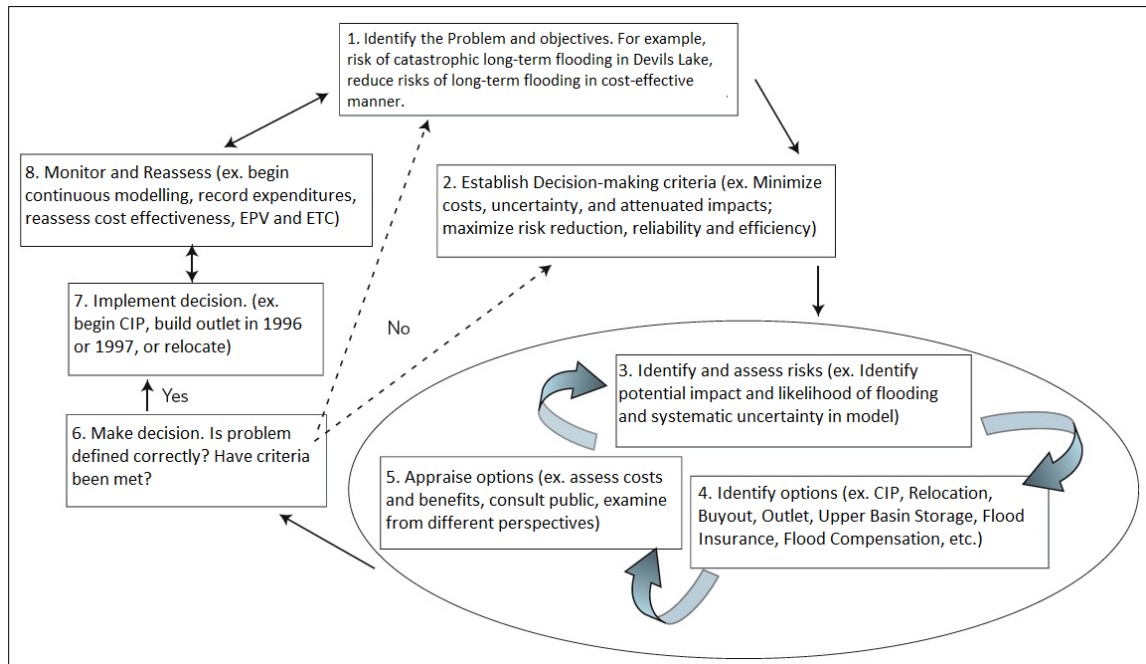 1. Identify the Problem and objectives. For example,
risk of catastrophic long-term flooding in Devils Lake,
reduce risks of long-term flooding in cost-effective
manner.
2. Establish Decision-making criteria (ex. Minimize
costs, uncertainty, and attenuated impacts;
maximize risk reduction, reliability and efficiency)
3. Identify and assess risks (ex. Identify
potential impact and likelihood of flooding
and systematic uncertainty in model)
4. Identify options (ex. CIP, Relocation,
Buyout, Outlet, Upper Basin Storage, Flood
Insurance, Flood Compensation, etc.)
5. Appraise options (ex. assess costs
and benefits, consult public, examine
from different perspectives)
6. Make decision. Is problem
defined correctly? Have criteria
been met?
No
Yes
7. Implement decision. (ex.
begin CIP, build outlet in 1996
or 1997, or relocate)
8. Monitor and Reassess (ex. begin
continuous modelling, record expenditures,
reassess cost effectiveness, EPV and ETC)